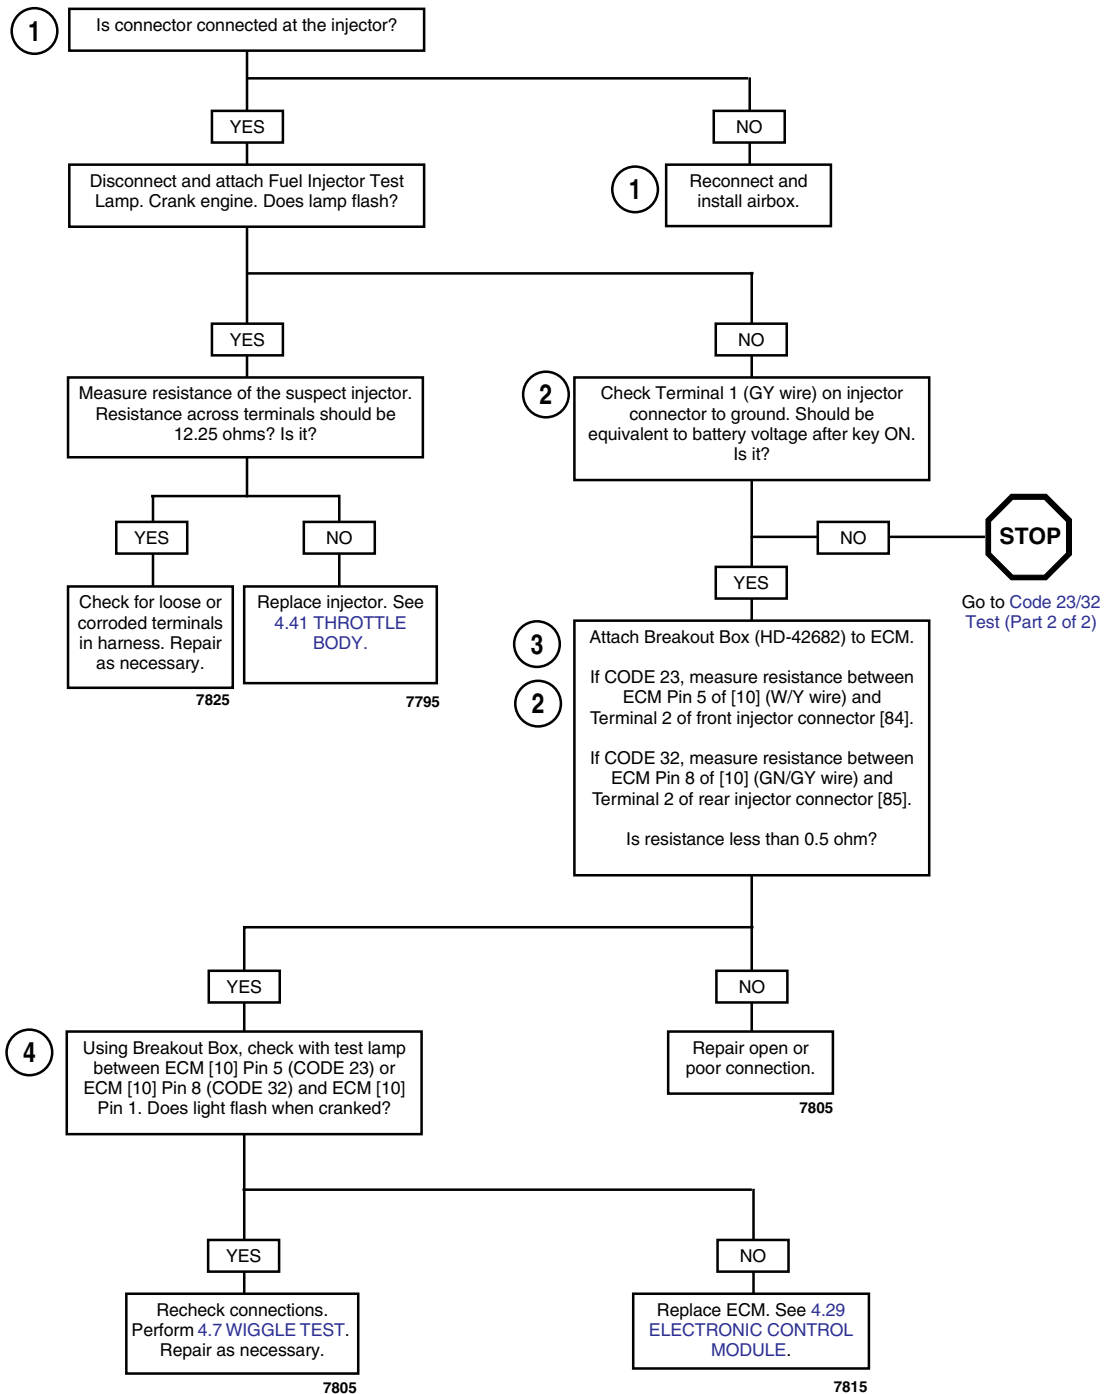 1
Is connector connected at the injector?
YES
NO
Disconnect and attach Fuel Injector Test
Lamp. Crank engine. Does lamp flash?
1
Reconnect and
install airbox.
YES
NO
Measure resistance of the suspect injector.
Resistance across terminals should be
12.25 ohms? Is it?
2
Check Terminal 1 (GY wire) on injector
connector to ground. Should be
equivalent to battery voltage after key ON.
Is it?
YES
NO
NO
STOP
Go to Code 23/32
Test (Part 2 of 2)
YES
Check for loose or
corroded terminals
in harness. Repair
as necessary.
7825
Replace injector. See
4.41 THROTTLE
BODY.
7795
3
2
Attach Breakout Box (HD-42682) to ECM.
If CODE 23, measure resistance between
ECM Pin 5 of [10] (W/Y wire) and
Terminal 2 of front injector connector [84].
If CODE 32, measure resistance between
ECM Pin 8 of [10] (GN/GY wire) and
Terminal 2 of rear injector connector [85].
Is resistance less than 0.5 ohm?
YES
NO
4
Using Breakout Box, check with test lamp
between ECM [10] Pin 5 (CODE 23) or
ECM [10] Pin 8 (CODE 32) and ECM [10]
Pin 1. Does light flash when cranked?
Repair open or
poor connection.
7805
YES
NO
Recheck connections.
Perform 4.7 WIGGLE TEST.
Repair as necessary.
7805
Replace ECM. See 4.29
ELECTRONIC CONTROL
MODULE.
7815